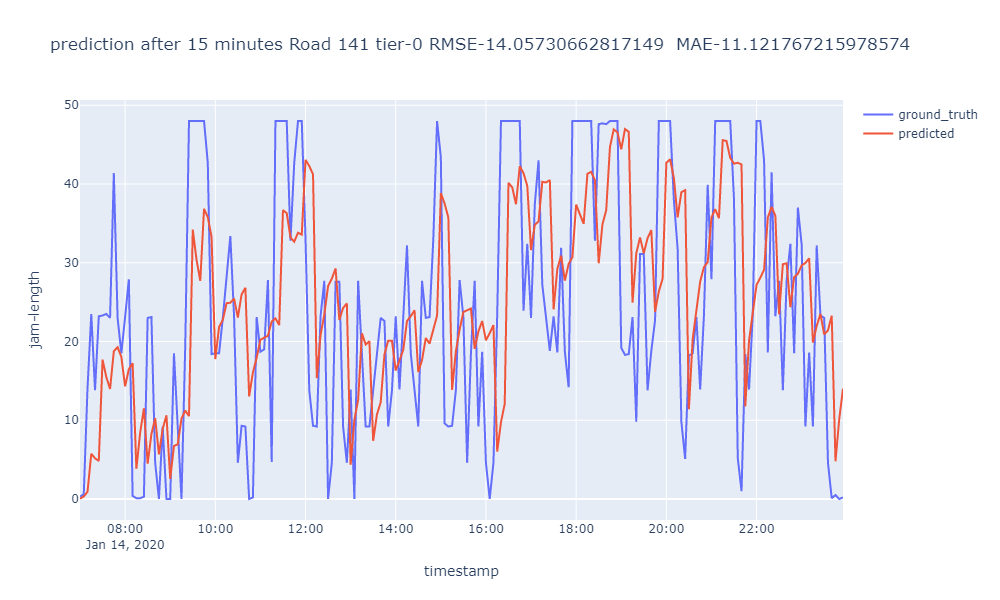 prediction after 15 minutes Road 141 tier-0 RMSE-14.05730662817149  MAE-11.121767215978574
ground_truth
predicted
jam-length
50
40
30
20
10
0
08:00 10:00 12:00 14:00 16:00 18:00 20:00 22:00
Jan 14, 2020
timestamp